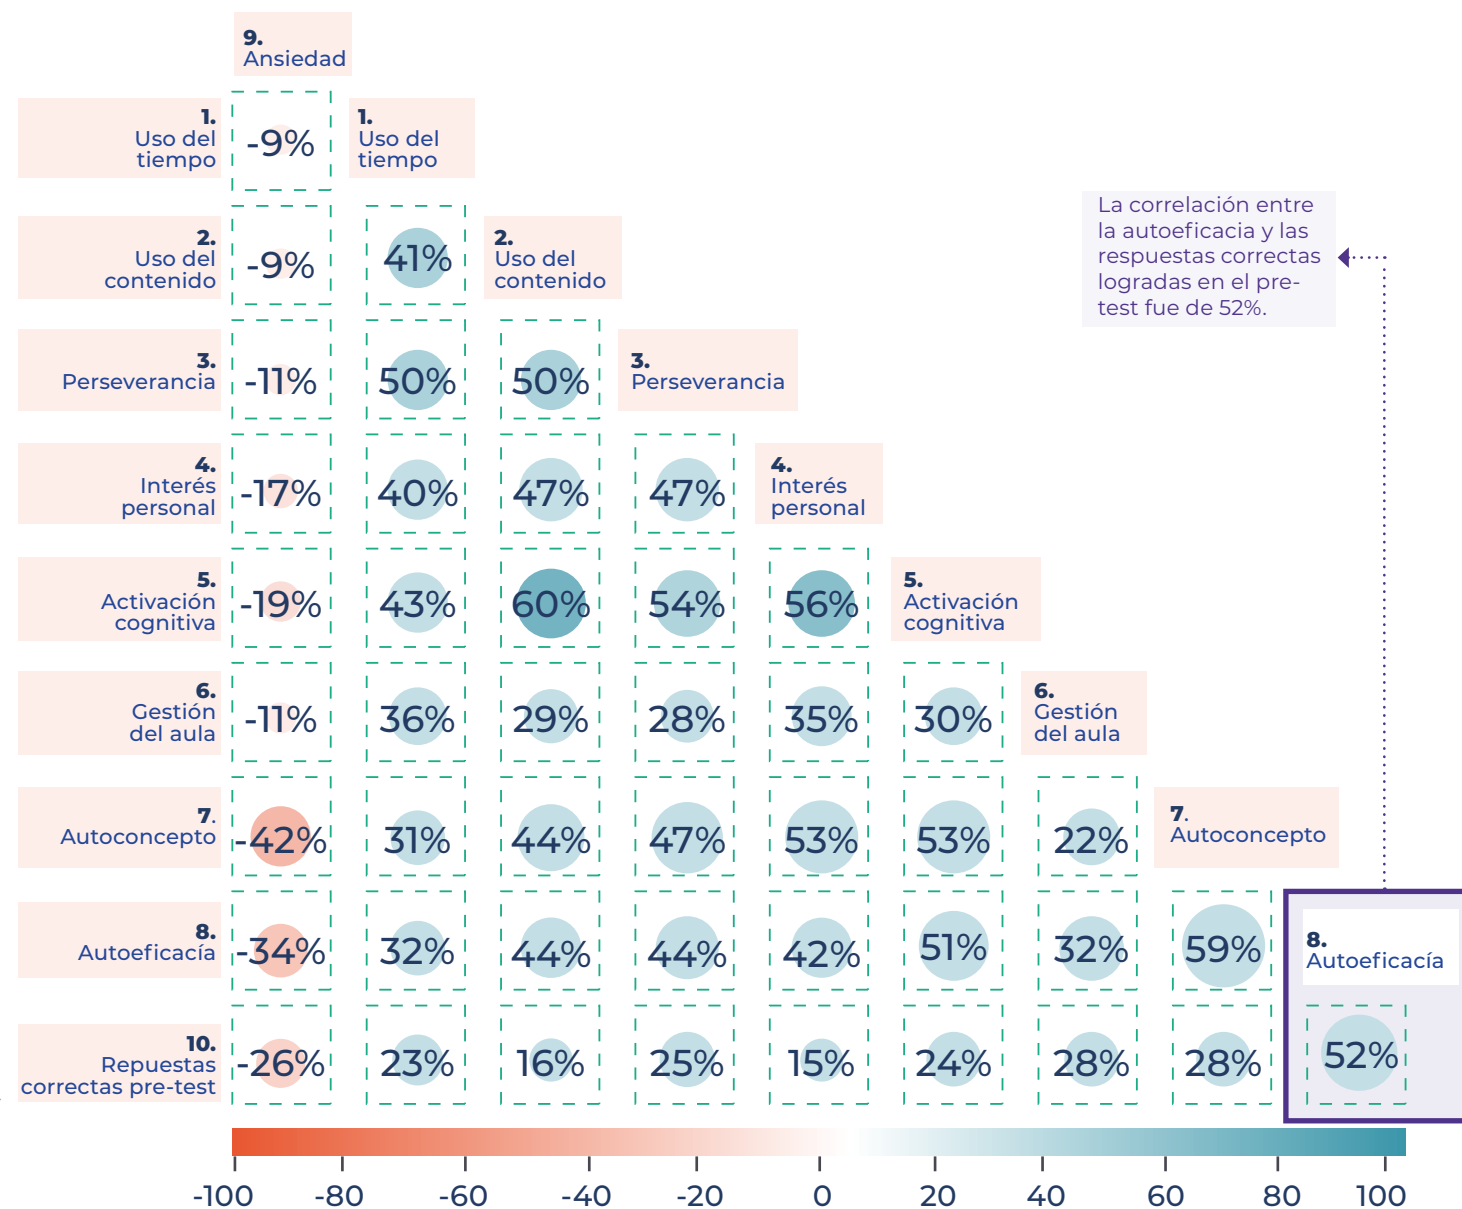 9.
Ansiedad
1.
Uso del
tiempo
-9%
1.
Uso del
tiempo
2.
Uso del
contenido
-9%
41%
2.
Uso del
contenido
La correlación entre
la autoeficacia y las
respuestas correctas
logradas en el pre-
test fue de 52%.
3.
Perseverancia
-11%
50%
50%
3.
Perseverancia
4.
Interés
personal
-17%
40%
47%
47%
4.
Interés
personal
5.
Activación
cognitiva
-19%
43%
60%
54%
56%
5.
Activación
cognitiva
6.
Gestión
del aula
-11%
36%
29%
28%
35%
30%
6.
Gestión
del aula
7.
Autoconcepto
-42%
31%
44%
47%
53%
53%
22%
7.
Autoconcepto
8.
Autoeficacía
-34%
32%
44%
44%
42%
51%
32%
59%
8.
Autoeficacía
10.
Repuestas
correctas pre-test
-26%
23%
16%
25%
15%
24%
28%
28%
52%
-100 -80 -60 -40 -20 0 20 40 60 80 100